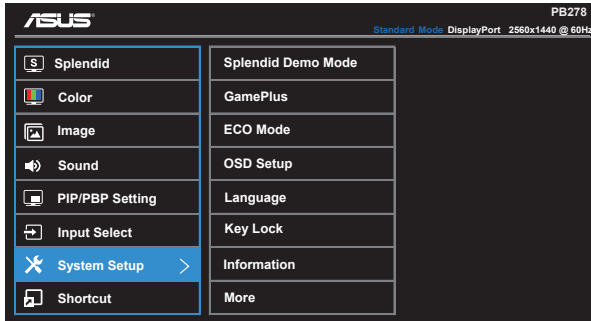 ASUS
PB278
Standard Mode DisplayPort 2560x1440 @ 60Hz
S Splendid
Color
Image
Sound
PIP/PBP Setting
Input Select
System Setup >
Shortcut
Splendid Demo Mode
GamePlus
ECO Mode
OSD Setup
Language
Key Lock
Information
More